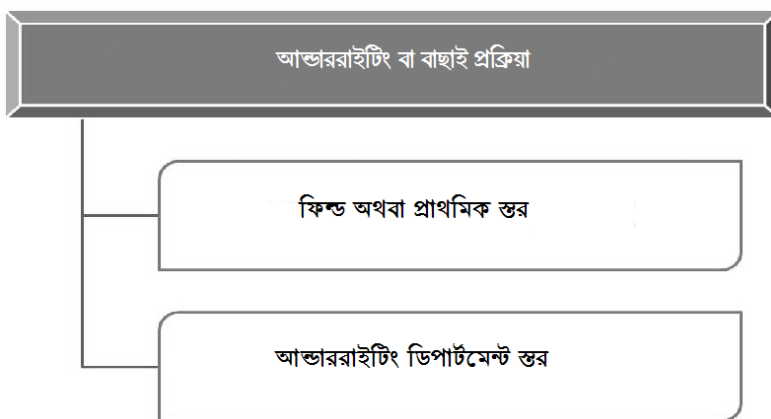 আন্ডাররাইটিং বা বাছাই প্রক্রিয়া
ফিল্ড অথবা প্রাথমিক স্তর
আন্ডাররাইটিং ডিপার্টমেন্ট স্তর